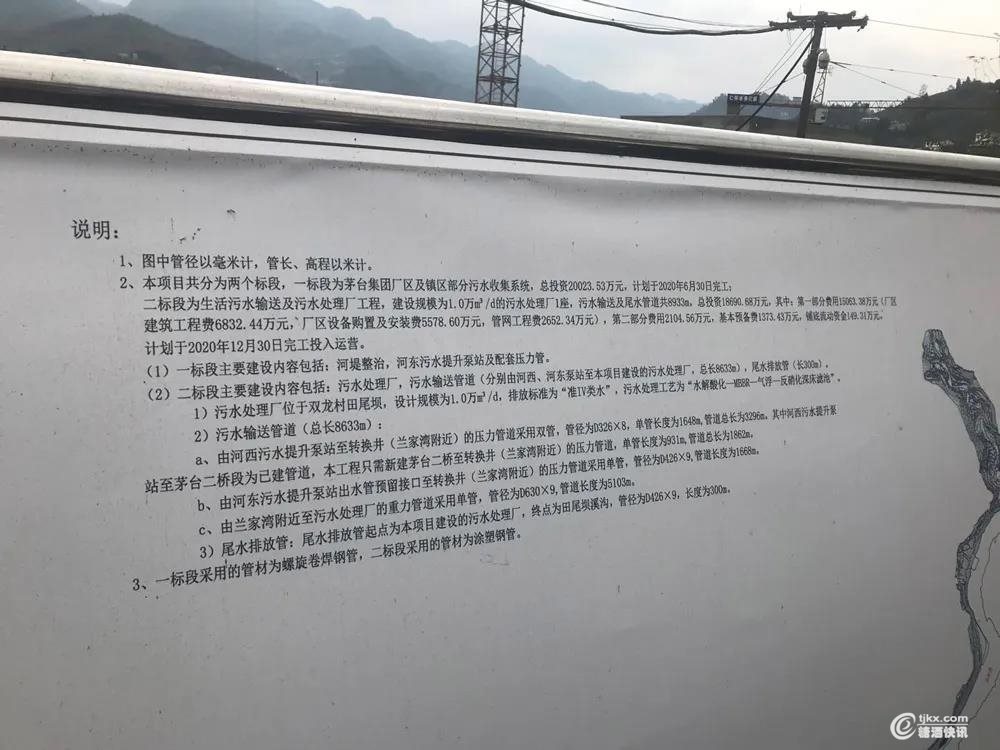 说明：
1、图中管径以毫米计，管长、高程以米计。
2、本项目共分为两个标段，一标段为茅台集团厂区及镇区部分污水收集系统，总投资20023.53万元，计划于2020年6月30日完工；
二标段为生活污水输送及污水处理厂工程，建设规模为1.0万m³/d的污水处理厂1座，污水输送及尾水管道共8933m，总投资18690.68万元，其中：第一部分费用15063.38万元（厂区
建筑工程费6832.44万元，厂区设备购置及安装费5578.60万元，管网工程费2652.34万元），第二部分费用2104.56万元，基本预备费1373.43万元，铺底流动资金149.31万元。
计划于2020年12月30日完工投入运营。
（1）一标段主要建设内容包括：河堤整治，河东污水提升泵站及配套压力管。
（2）二标段主要建设内容包括：污水处理厂，污水输送管道（分别由河西、河东泵站至本项目建设的污水处理厂，总长8633m），尾水排放管（长300m）。
1）污水处理厂位于双龙村田尾坝，设计规模为1.0万m³/d，排放标准为“准IV类水”，污水处理工艺为“水解酸化—MBBR—气浮—反硝化深床滤池”。
2）污水输送管道（总长8633m）：
a、由河西污水提升泵站至转换井（兰家湾附近）的压力管道采用双管，管径为D326×8，单管长度为1648m，管道总长为3296m。其中河西污水提升泵
站至茅台二桥段为已建管道，本工程只需新建茅台二桥至转换井（兰家湾附近）的压力管道，单管长度为931m，管道总长为1862m。
b、由河东污水提升泵站出水管预留接口至转换井（兰家湾附近）的压力管道采用单管，管径为D426×9，管道长度为1668m。
c、由兰家湾附近至污水处理厂的重力管道采用单管，管径为D630×9，管道长度为5103m。
3）尾水排放管：尾水排放管起点为本项目建设的污水处理厂，终点为田尾坝溪沟，管径为D426×9，长度为300m。
3、一标段采用的管材为螺旋卷焊钢管，二标段采用的管材为涂塑钢管。
tjkx.com
糖酒快讯